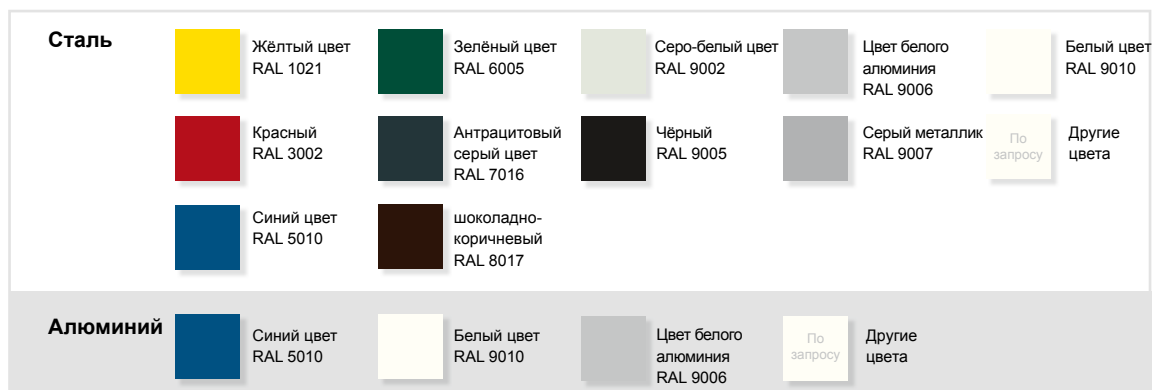 Сталь
Жёлтый цвет
RAL 1021
Зелёный цвет
RAL 6005
Серо-белый цвет
RAL 9002
Цвет белого
алюминия
RAL 9006
Белый цвет
RAL 9010
Красный
RAL 3002
Антрацитовый
серый цвет
RAL 7016
Чёрный
RAL 9005
Серый металлик
RAL 9007
По
запросу
Другие
цвета
Синий цвет
RAL 5010
шоколадно-
коричневый
RAL 8017
Алюминий
Синий цвет
RAL 5010
Белый цвет
RAL 9010
Цвет белого
алюминия
RAL 9006
По
запросу
Другие
цвета